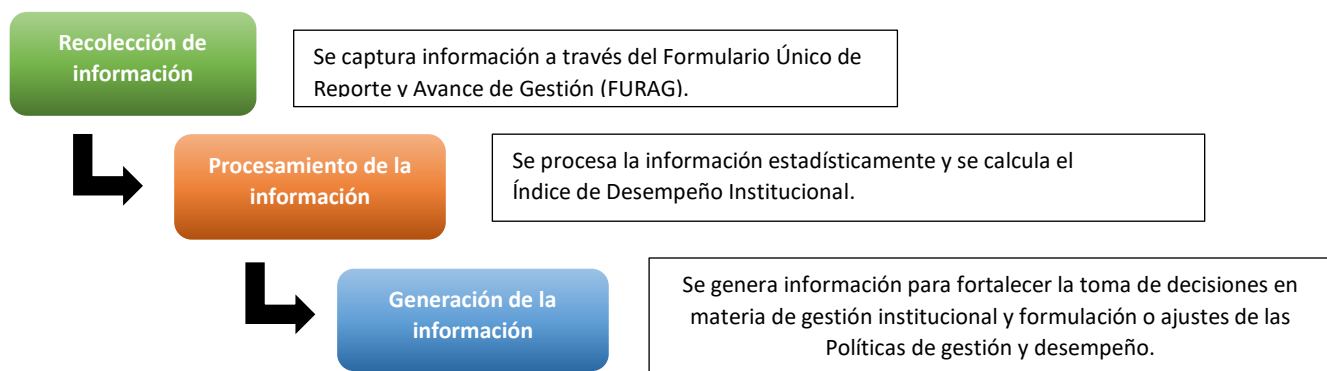 Recolección de
información
Se captura información a través del Formulario Único de
Reporte y Avance de Gestión (FURAG).
Procesamiento de la
información
Se procesa la información estadísticamente y se calcula el
Índice de Desempeño Institucional.
Generación de la
información
Se genera información para fortalecer la toma de decisiones en
materia de gestión institucional y formulación o ajustes de las
Políticas de gestión y desempeño.